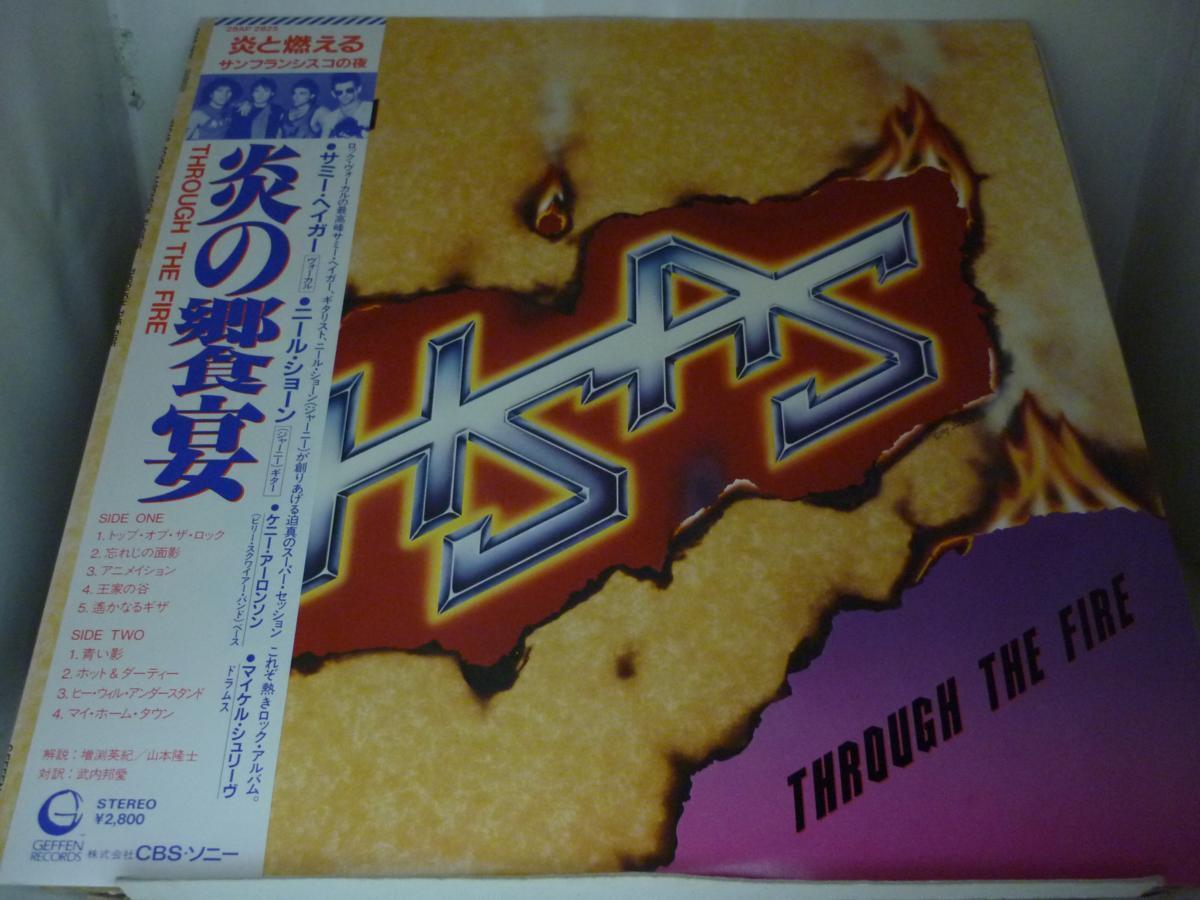 28AP 2825
炎と燃える
サンフランシスコの夜
炎の饗宴
THROUGH THE FIRE
ロック・ヴォーカルの最高峰サミー・ヘイガー、ギタリスト、ニール・ショーン(ジャーニー)が創りあげる迫真のスーパー・セッション これぞ熱きロック・アルバム。
●サミー・ヘイガー(ヴォーカル)
●ニール・ショーン(ジャーニー)ギター
●ケニー・アーロンソン(ビリー・スクワイアー・バンド)ベース
●マイケル・シュリーヴ ドラムス
SIDE ONE
1.トップ・オブ・ザ・ロック
2.忘れじの面影
3.アニメイション
4.王家の谷
5.遙かなるギザ
SIDE TWO
1.青い影
2.ホット&ダーティー
3.ヒー・ウィル・アンダースタンド
4.マイ・ホーム・タウン
解説:増渕英紀/山本隆士
対訳:武内邦愛
GEFFEN
RECORDS
STEREO
¥2,800
株式会社CBS・ソニー
HSAS
THROUGH THE FIRE